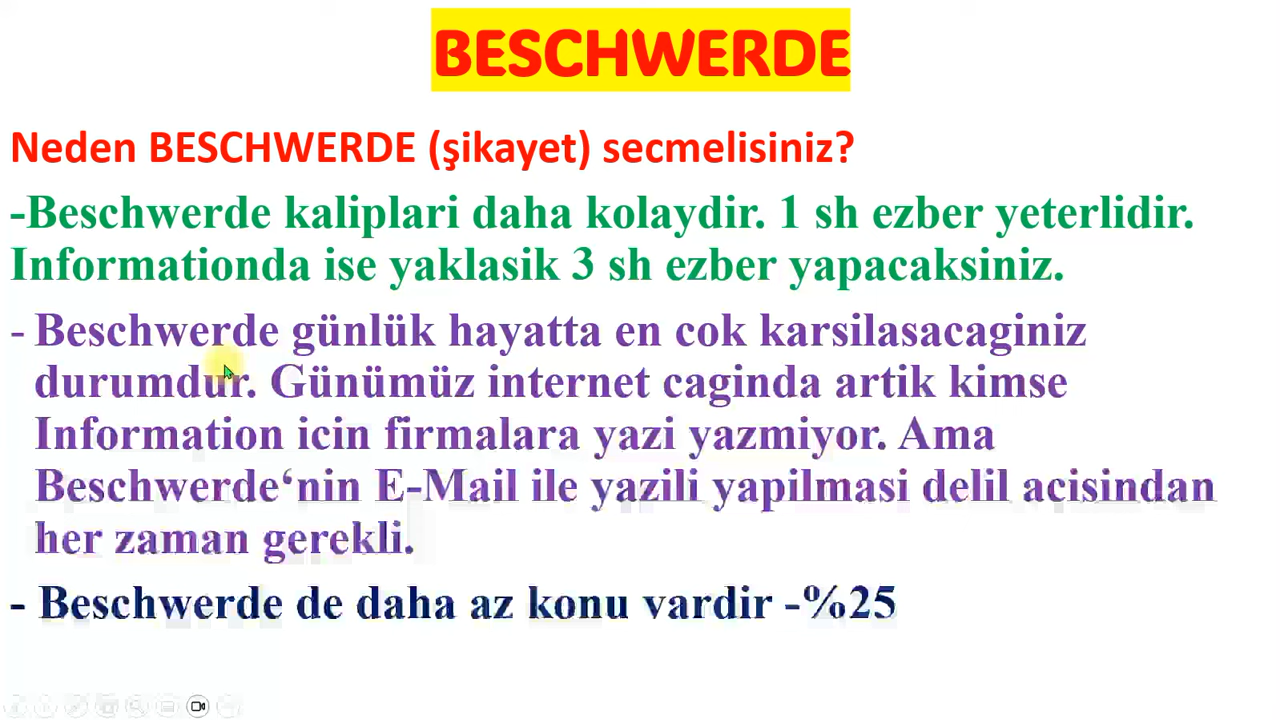 BESCHWERDE
Neden BESCHWERDE (şikayet) secmelisiniz?
-Beschwerde kaliplari daha kolaydir. 1 sh ezber yeterlidir.
Informationda ise yaklasik 3 sh ezber yapacaksiniz.
- Beschwerde günlük hayatta en cok karsilasacaginiz
durumdur. Günümüz internet caginda artik kimse
Information icin firmalara yazi yazmiyor. Ama
Beschwerde‘nin E-Mail ile yazili yapilmasi delil acisindan
her zaman gerekli.
- Beschwerde de daha az konu vardir -%25